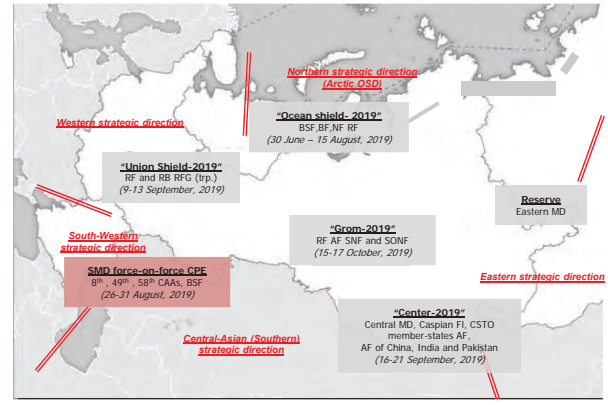 Northern strategic direction
(Arctic OSD)
"Ocean shield- 2019"
BSF,BF,NF RF
(30 June – 15 August, 2019)
Western strategic direction
"Union Shield-2019"
RF and RB RFG (trp.)
(9-13 September, 2019)
Reserve
Eastern MD
"Grom-2019"
RF AF SNF and SONF
(15-17 October, 2019)
South-Western
strategic direction
SMD force-on-force CPE
8th , 49th , 58th CAAs, BSF
(26-31 August, 2019)
Eastern strategic direction
"Center-2019"
Central MD, Caspian Fl, CSTO
member-states AF,
AF of China, India and Pakistan
(16-21 September, 2019)
Central-Asian (Southern)
strategic direction